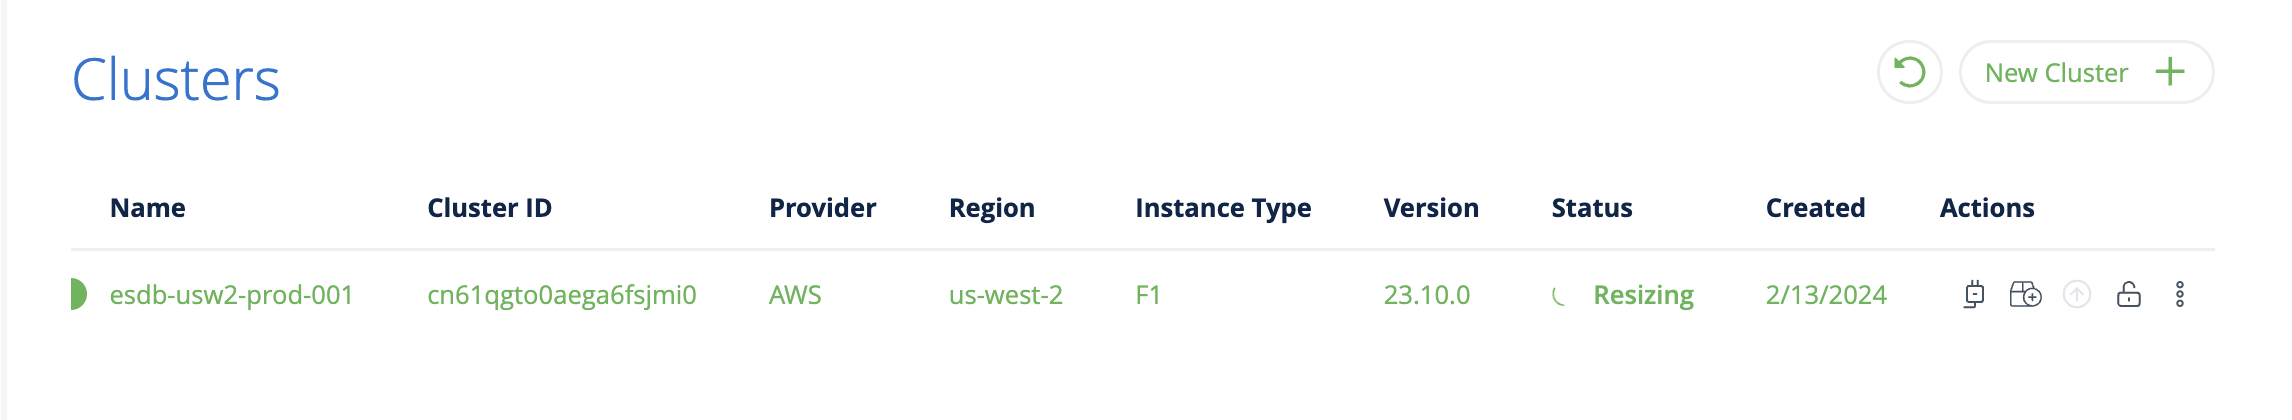 Clusters
New Cluster
Name Cluster ID Provider Region Instance Type Version Status Created Actions
esdb-usw2-prod-001 cn61qgto0aega6fsjmi0 AWS us-west-2 F1 23.10.0 Resizing 2/13/2024